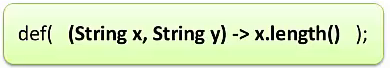 def( (String x, String y) -> x.length() );